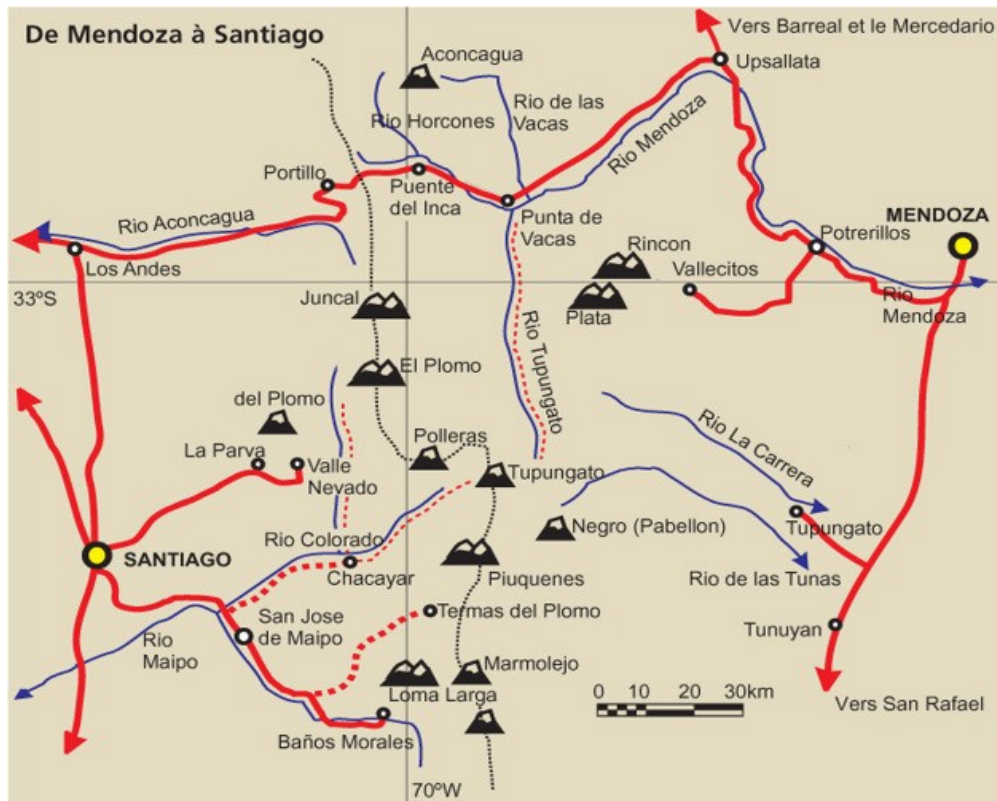 De Mendoza à Santiago
Vers Barreal et le Mercedario
Aconcagua
Upsallata
Rio de las
Vacas
Rio Horcones
Rio Mendoza
Portillo
Puente
del Inca
Punta de
Vacas
MENDOZA
Rio Aconcagua
Potrerillos
Rincon
Los Andes
Vallecitos
33ºS
Juncal
Plata
Rio
Mendoza
Rio Tupungato
El Plomo
del Plomo
Rio La Carrera
Polleras
La Parva
Valle
Nevado
Tupungato
Rio Colorado
Negro (Pabellon)
Tupungato
SANTIAGO
Chacayar
Piuquenes
Rio de las Tunas
San Jose
de Maipo
Termas del Plomo
Tunuyan
Rio
Maipo
Marmolejo
Loma Larga
0 10 20 30km
Vers San Rafael
Baños Morales
70ºW